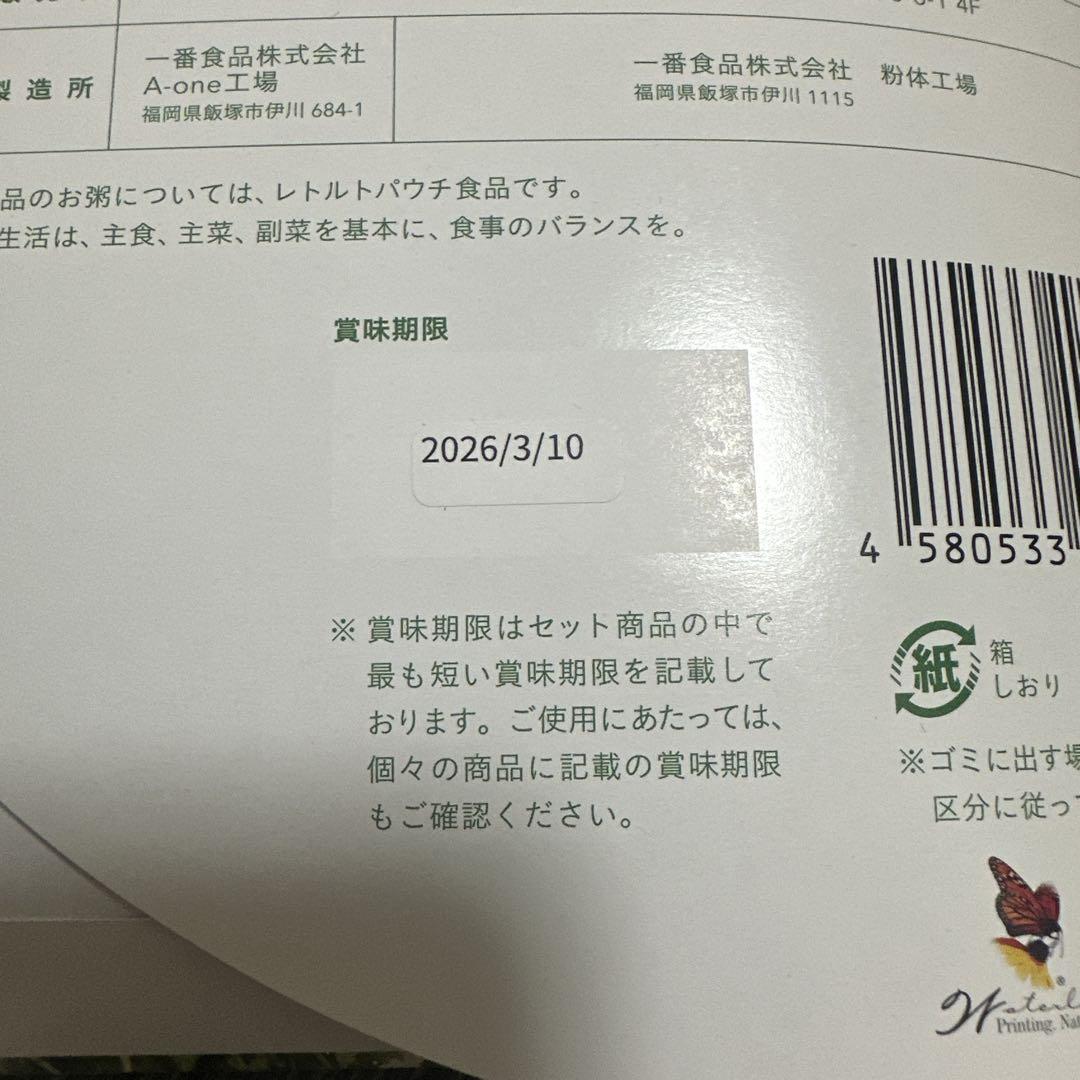 4F
製造所
一番食品株式会社
A-one工場
福岡県飯塚市伊川 684-1
一番食品株式会社 粉体工場
福岡県飯塚市伊川 1115
品のお粥については、レトルトパウチ食品です。
生活は、主食、主菜、副菜を基本に、食事のバランスを。
賞味期限
2026/3/10
4 580533
※ 賞味期限はセット商品の中で
最も短い賞味期限を記載して
おります。ご使用にあたっては、
個々の商品に記載の賞味期限
もご確認ください。
紙
箱
しおり
※ゴミに出す場
区分に従っ
Waterl
Printing. Nat